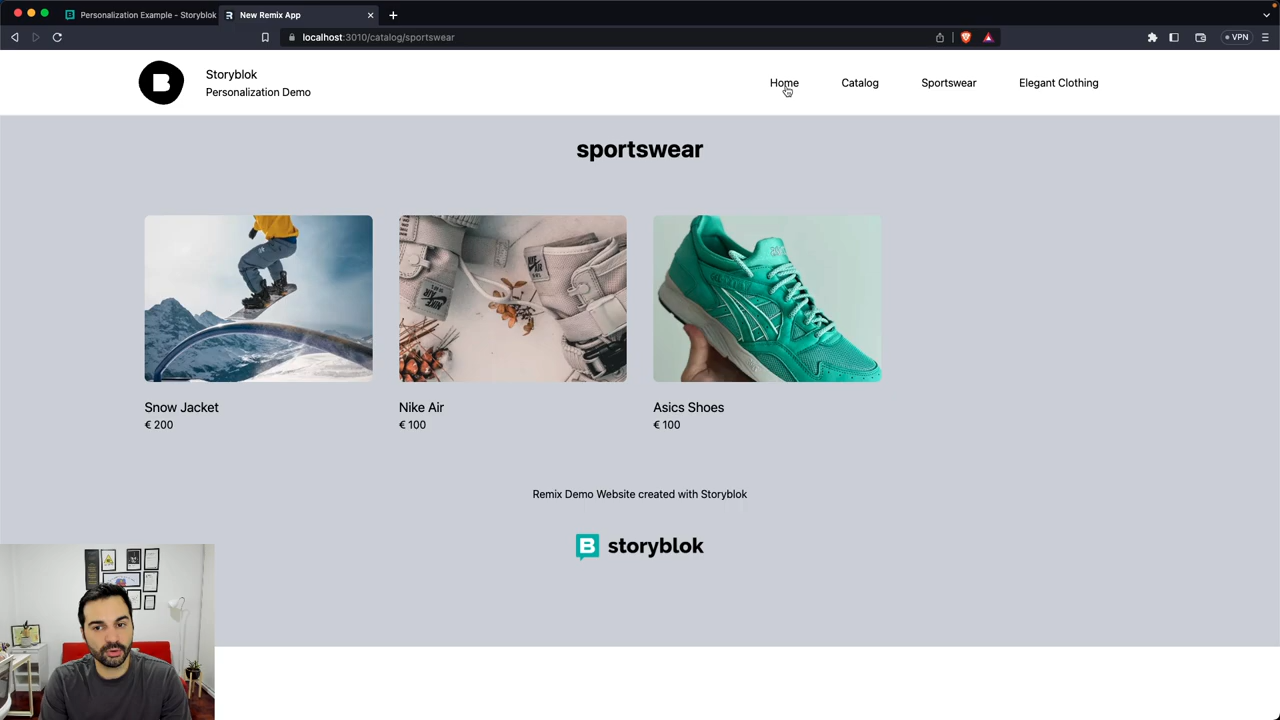 Personalization Example - Storyblok
New Remix App
localhost:3010/catalog/sportswear
VPN
Storyblok
Personalization Demo
Home
Catalog
Sportswear
Elegant Clothing
sportswear
Snow Jacket
€ 200
Nike Air
€ 100
Asics Shoes
€ 100
Remix Demo Website created with Storyblok
B storyblok